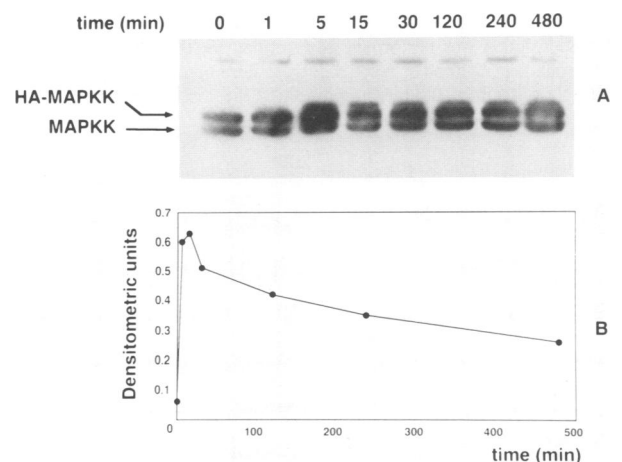 time (min) 0 1 5 15 30 120 240 480
HA-MAPKK
A
MAPKK
0.7
0.6
0.5
0.4
0.3
0.2
0.1
Densitometric units
B
0 100 200 300 400 500
time (min)